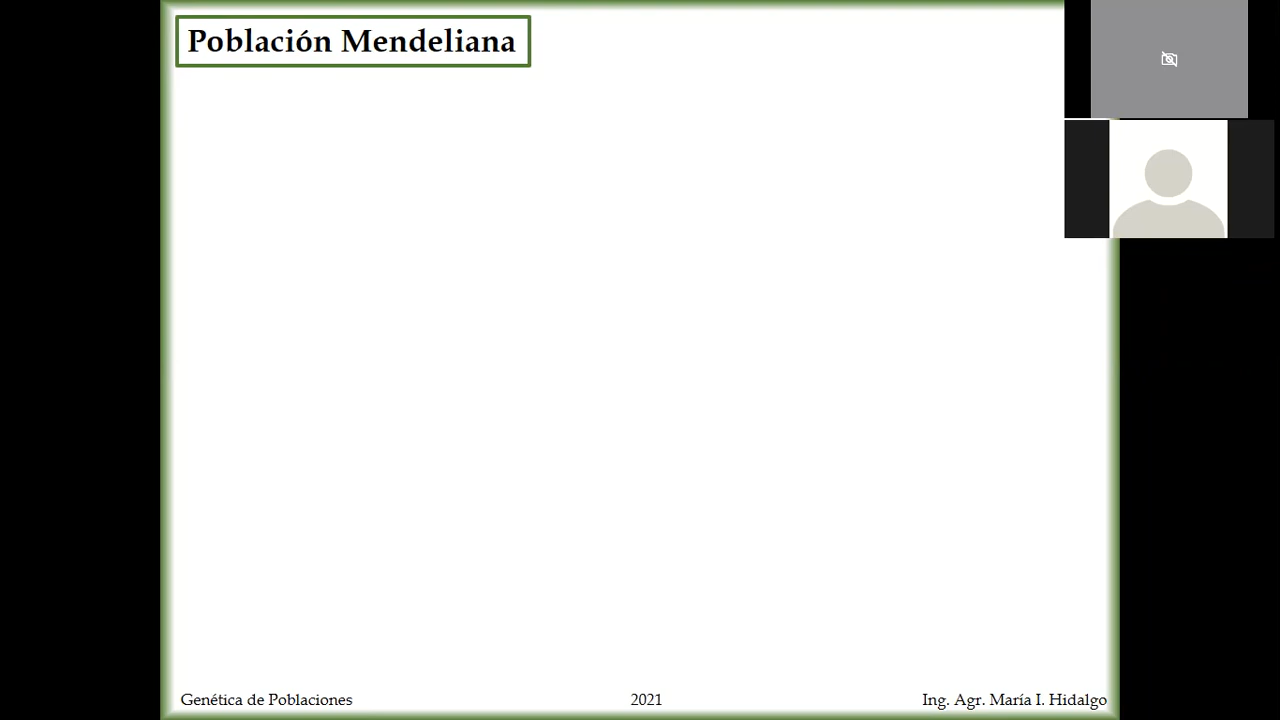 Población Mendeliana
Genética de Poblaciones
2021
Ing. Agr. María I. Hidalgo